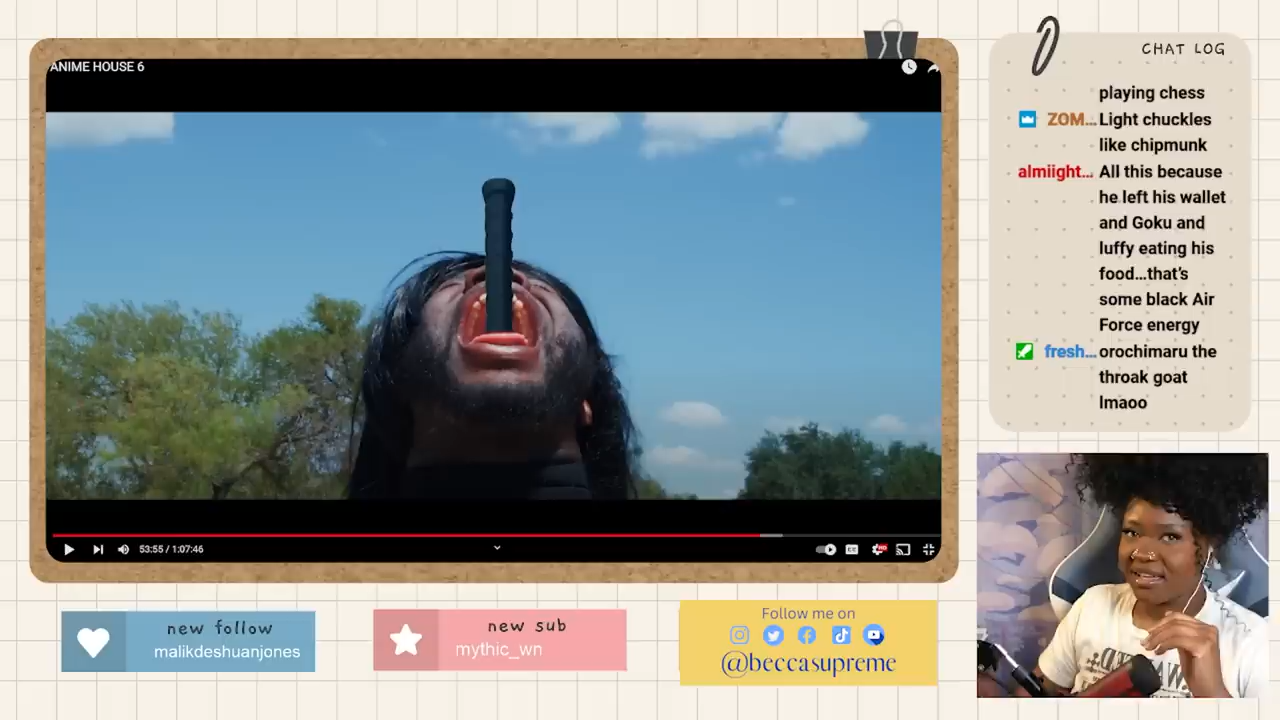 ANIME HOUSE 6
53:55 / 1:07:46
CHAT LOG
playing chess
ZOM... Light chuckles
like chipmunk
almiight... All this because
he left his wallet
and Goku and
luffy eating his
food...that's
some black Air
Force energy
fresh... orochimaru the
throak goat
lmaoo
new follow
malikdeshuanjones
new sub
mythic_wn
Follow me on
@beccasupreme